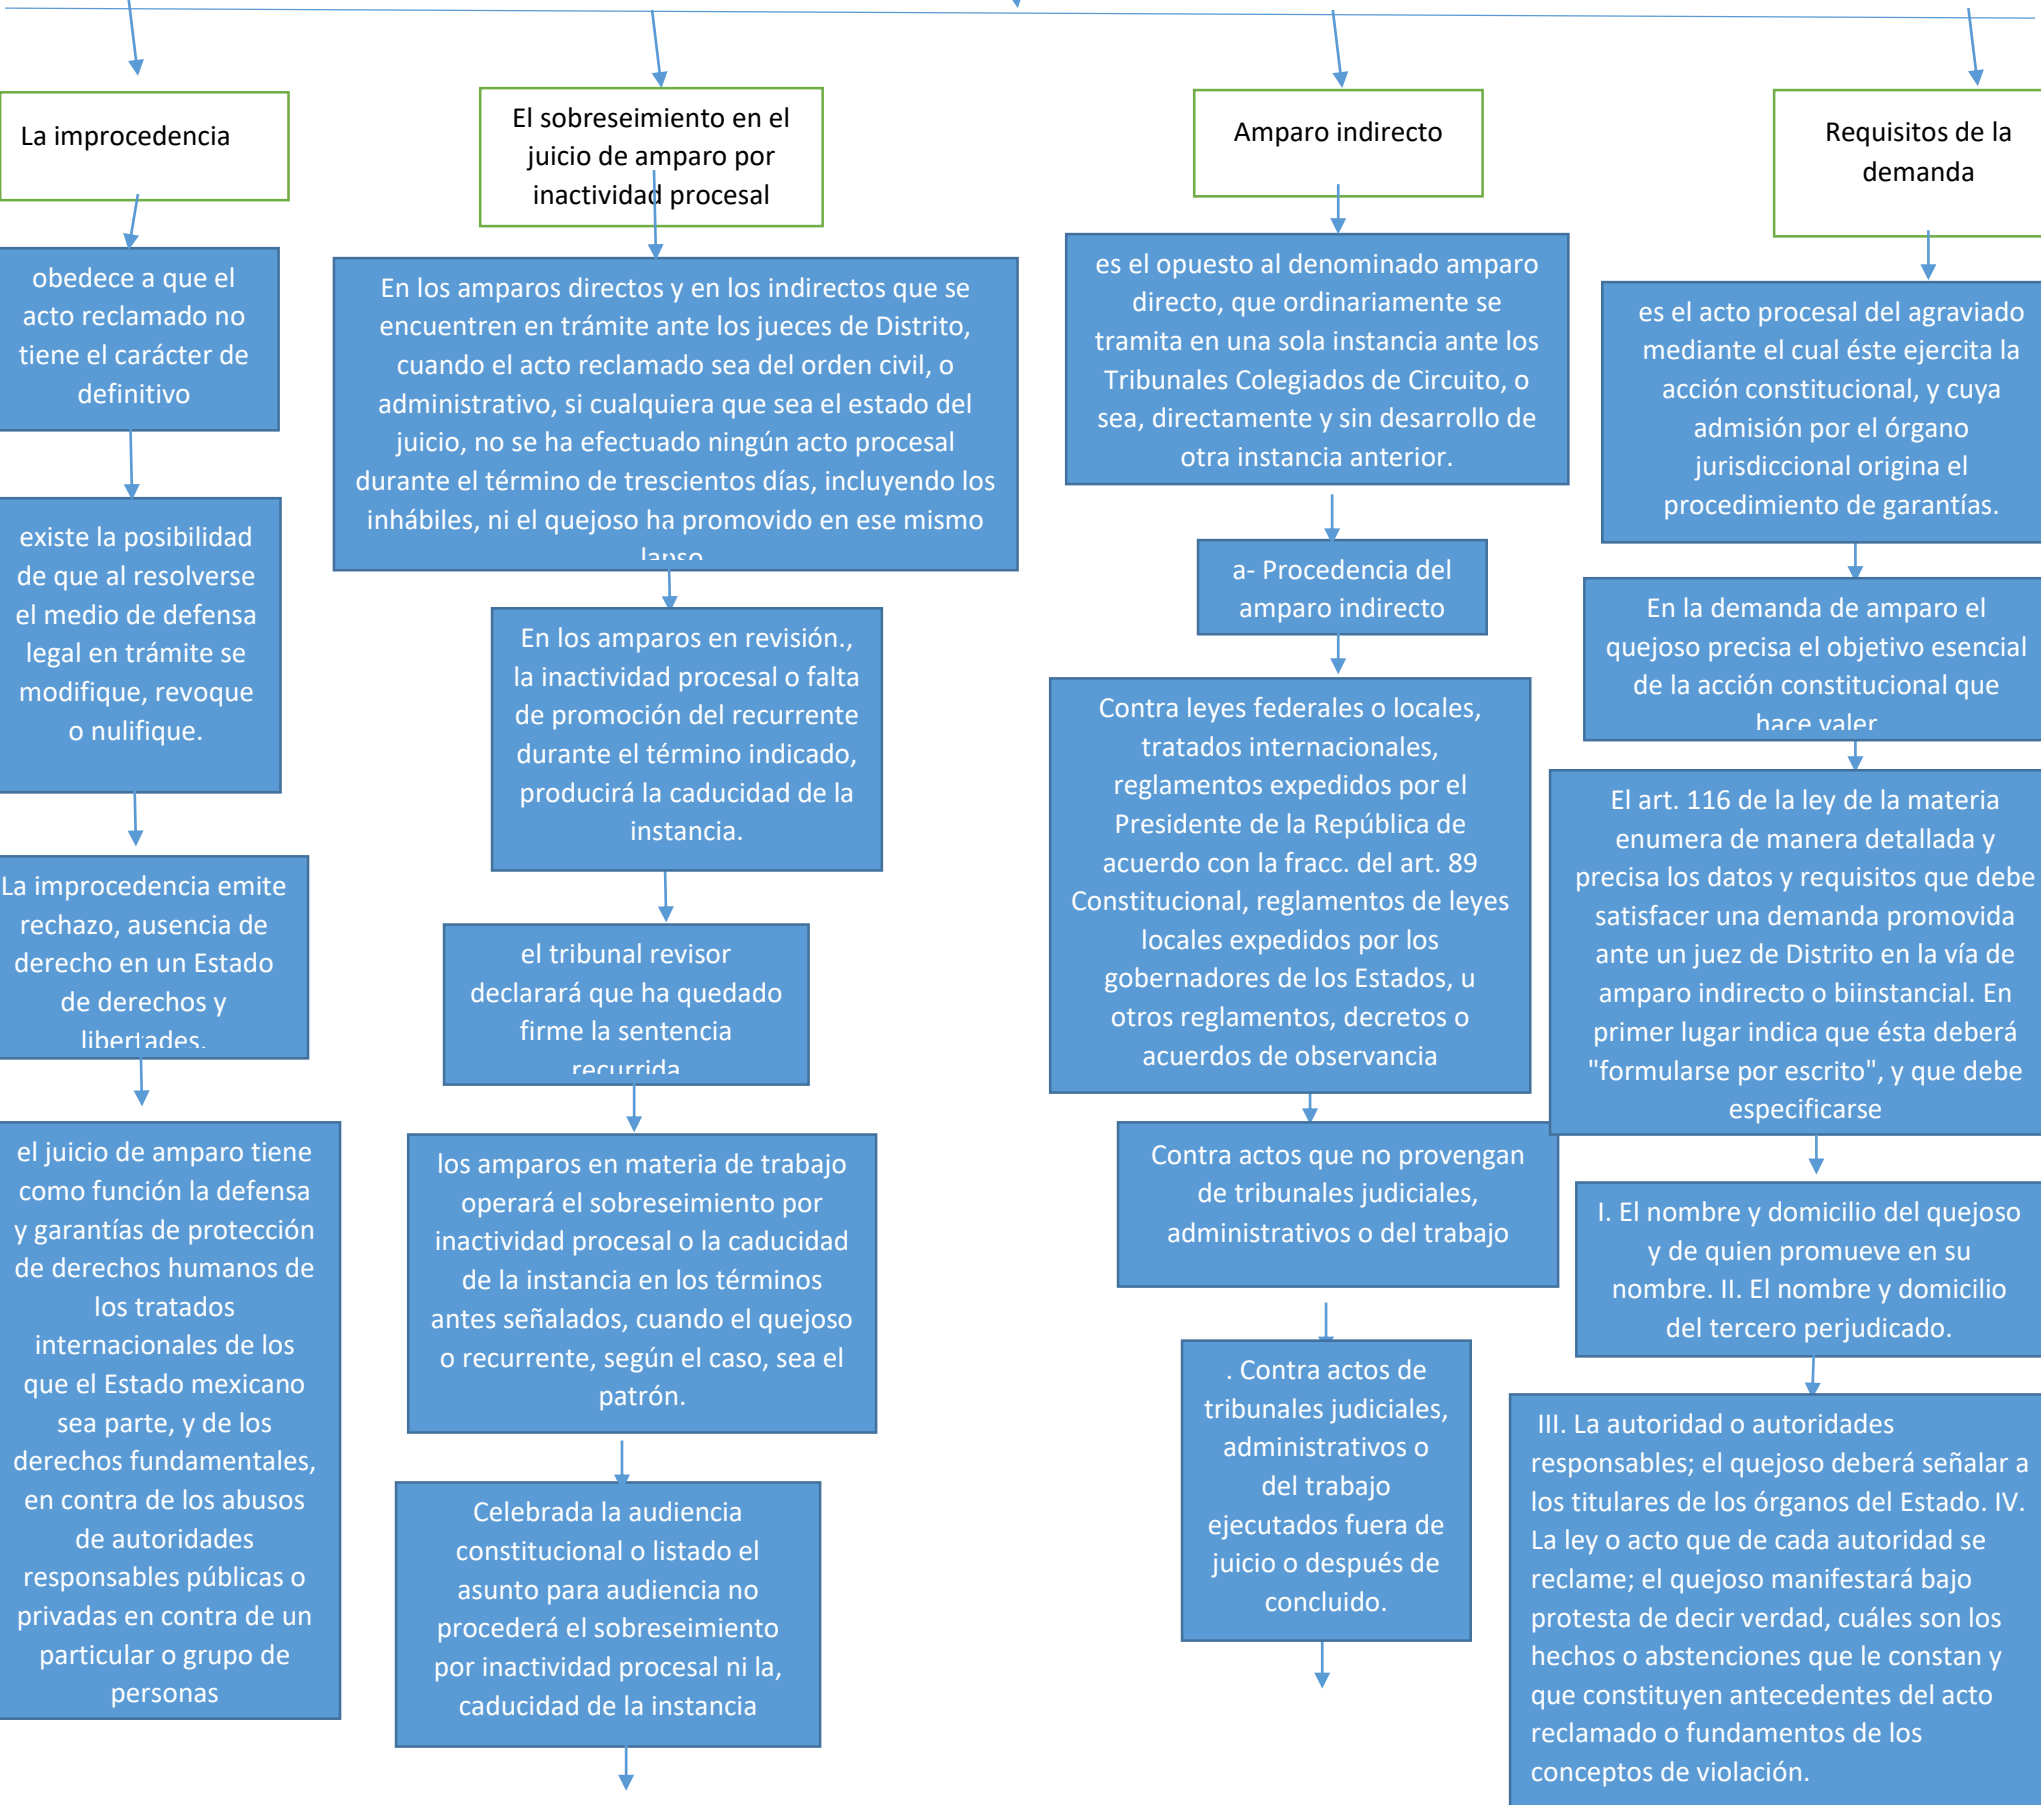 La improcedencia
obedece a que el
acto reclamado no
tiene el carácter de
definitivo
existe la posibilidad
de que al resolverse
el medio de defensa
legal en trámite se
modifique, revoque
o nulifique.
La improcedencia emite
rechazo, ausencia de
derecho en un Estado
de derechos y
libertades.
el juicio de amparo tiene
como función la defensa
y garantías de protección
de derechos humanos de
los tratados
internacionales de los
que el Estado mexicano
sea parte, y de los
derechos fundamentales,
en contra de los abusos
de autoridades
responsables públicas o
privadas en contra de un
particular o grupo de
personas
El sobreseimiento en el
juicio de amparo por
inactividad procesal
En los amparos directos y en los indirectos que se
encuentren en trámite ante los jueces de Distrito,
cuando el acto reclamado sea del orden civil, o
administrativo, si cualquiera que sea el estado del
juicio, no se ha efectuado ningún acto procesal
durante el término de trescientos días, incluyendo los
inhábiles, ni el quejoso ha promovido en ese mismo
lapso
En los amparos en revisión.,
la inactividad procesal o falta
de promoción del recurrente
durante el término indicado,
producirá la caducidad de la
instancia.
el tribunal revisor
declarará que ha quedado
firme la sentencia
recurrida
los amparos en materia de trabajo
operará el sobreseimiento por
inactividad procesal o la caducidad
de la instancia en los términos
antes señalados, cuando el quejoso
o recurrente, según el caso, sea el
patrón.
Celebrada la audiencia
constitucional o listado el
asunto para audiencia no
procederá el sobreseimiento
por inactividad procesal ni la,
caducidad de la instancia
Amparo indirecto
es el opuesto al denominado amparo
directo, que ordinariamente se
tramita en una sola instancia ante los
Tribunales Colegiados de Circuito, o
sea, directamente y sin desarrollo de
otra instancia anterior.
a- Procedencia del
amparo indirecto
Contra leyes federales o locales,
tratados internacionales,
reglamentos expedidos por el
Presidente de la República de
acuerdo con la fracc. del art. 89
Constitucional, reglamentos de leyes
locales expedidos por los
gobernadores de los Estados, u
otros reglamentos, decretos o
acuerdos de observancia
Contra actos que no provengan
de tribunales judiciales,
administrativos o del trabajo
. Contra actos de
tribunales judiciales,
administrativos o
del trabajo
ejecutados fuera de
juicio o después de
concluido.
Requisitos de la
demanda
es el acto procesal del agraviado
mediante el cual éste ejercita la
acción constitucional, y cuya
admisión por el órgano
jurisdiccional origina el
procedimiento de garantías.
En la demanda de amparo el
quejoso precisa el objetivo esencial
de la acción constitucional que
hace valer
El art. 116 de la ley de la materia
enumera de manera detallada y
precisa los datos y requisitos que debe
satisfacer una demanda promovida
ante un juez de Distrito en la vía de
amparo indirecto o biinstancial. En
primer lugar indica que ésta deberá
"formularse por escrito", y que debe
especificarse
I. El nombre y domicilio del quejoso
y de quien promueve en su
nombre. II. El nombre y domicilio
del tercero perjudicado.
III. La autoridad o autoridades
responsables; el quejoso deberá señalar a
los titulares de los órganos del Estado. IV.
La ley o acto que de cada autoridad se
reclame; el quejoso manifestará bajo
protesta de decir verdad, cuáles son los
hechos o abstenciones que le constan y
que constituyen antecedentes del acto
reclamado o fundamentos de los
conceptos de violación.